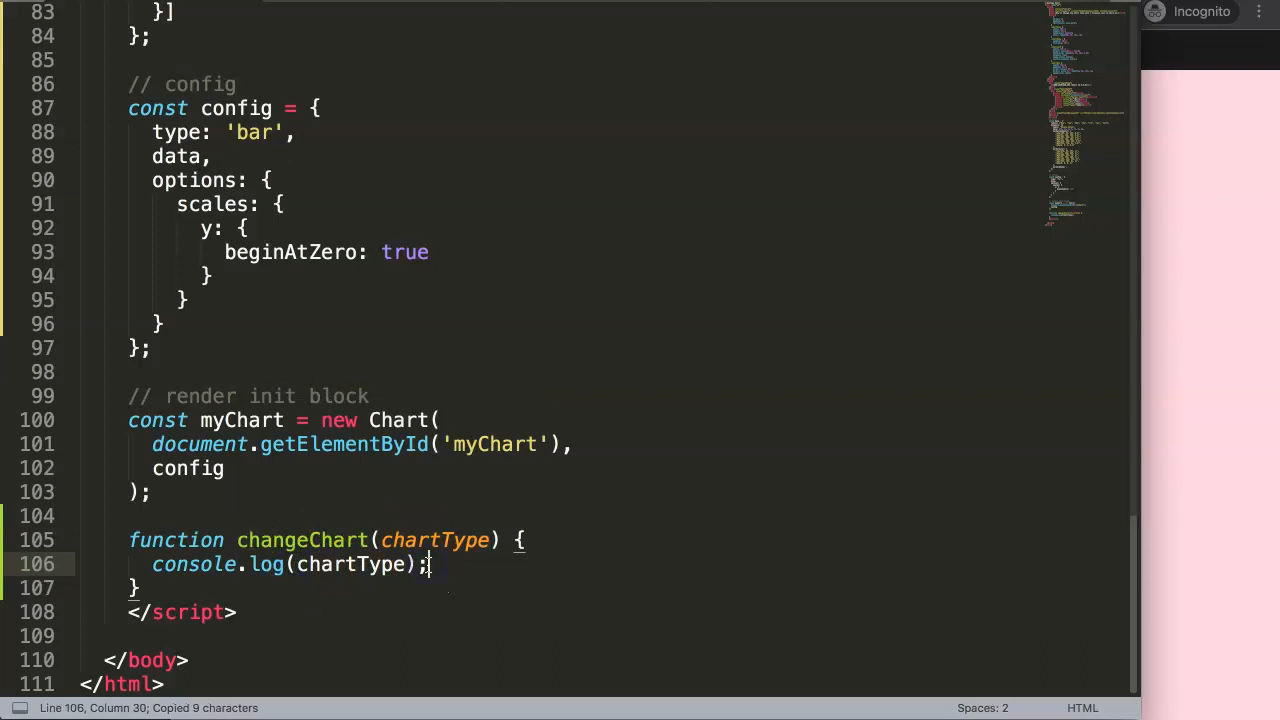 83 }]
84 };
85
86 // config
87 const config = {
88 type: 'bar',
89 data,
90 options: {
91 scales: {
92 y: {
93 beginAtZero: true
94 }
95 }
96 }
97 };
98
99 // render init block
100 const myChart = new Chart(
101 document.getElementById('myChart'),
102 config
103 );
104
105 function changeChart(chartType) {
106 console.log(chartType);
107 }
108 </script>
109
110 </body>
111 </html>
Line 106, Column 30; Copied 9 characters
Spaces: 2
HTML
Incognito